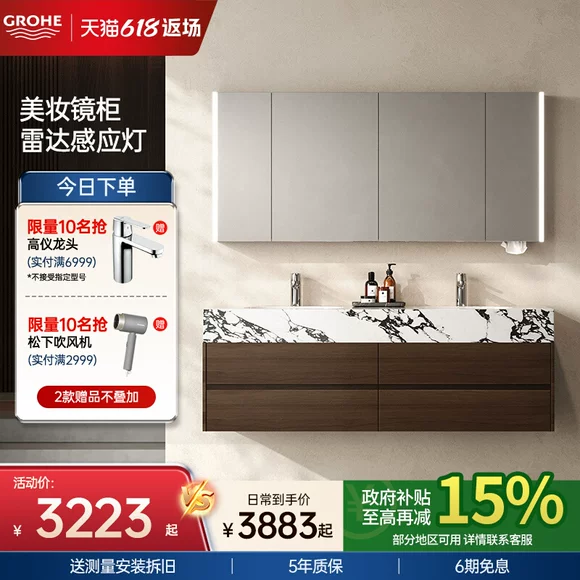 GROHE
天猫618返场
美妆镜柜
雷达感应灯
今日下单
限量10名抢
赠
高仪龙头
(实付满6999)
*不接受指定型号
限量10名抢
赠
松下吹风机
(实付满2999)
2款赠品不叠加
活动价:
¥3223起
VS
日常到手价
¥3883起
政府补贴
至高再减
15%
部分地区可用 详情联系客服
送测量安装拆旧
5年质保
6期免息